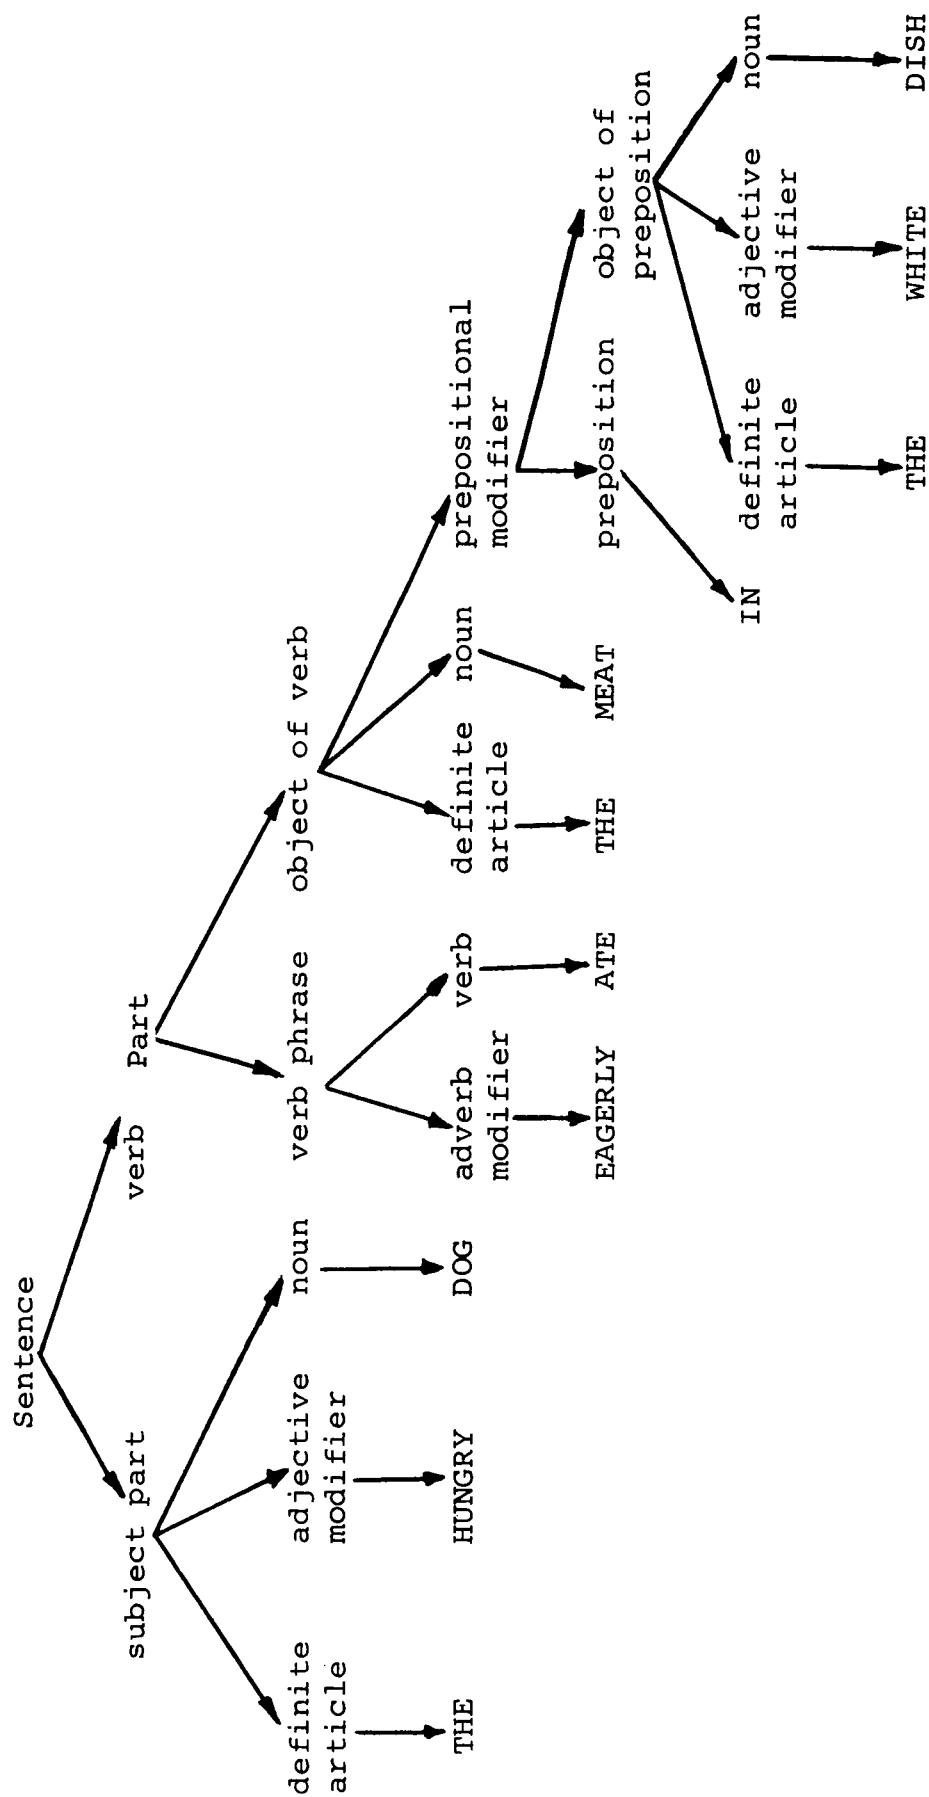 Sentence
subject part
verb Part
definite
article
adjective
modifier
noun
verb phrase
object of verb
THE
HUNGRY
DOG
adverb
modifier
verb
definite
article
noun
prepositional
modifier
EAGERLY
ATE
THE
MEAT
preposition
object of
preposition
IN
definite
article
adjective
modifier
noun
THE
WHITE
DISH